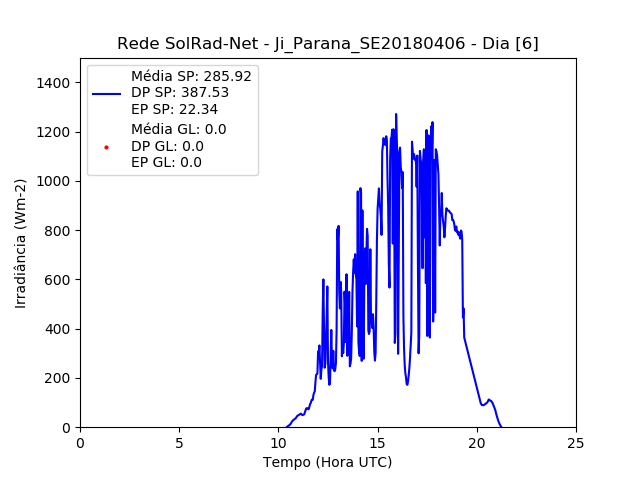 Rede SolRad-Net - Ji_Parana_SE20180406 - Dia [6]
Média SP: 285.92
DP SP: 387.53
EP SP: 22.34
Média GL: 0.0
DP GL: 0.0
EP GL: 0.0
Irradiância (Wm-2)
1400
1200
1000
800
600
400
200
0
0 5 10 15 20 25
Tempo (Hora UTC)